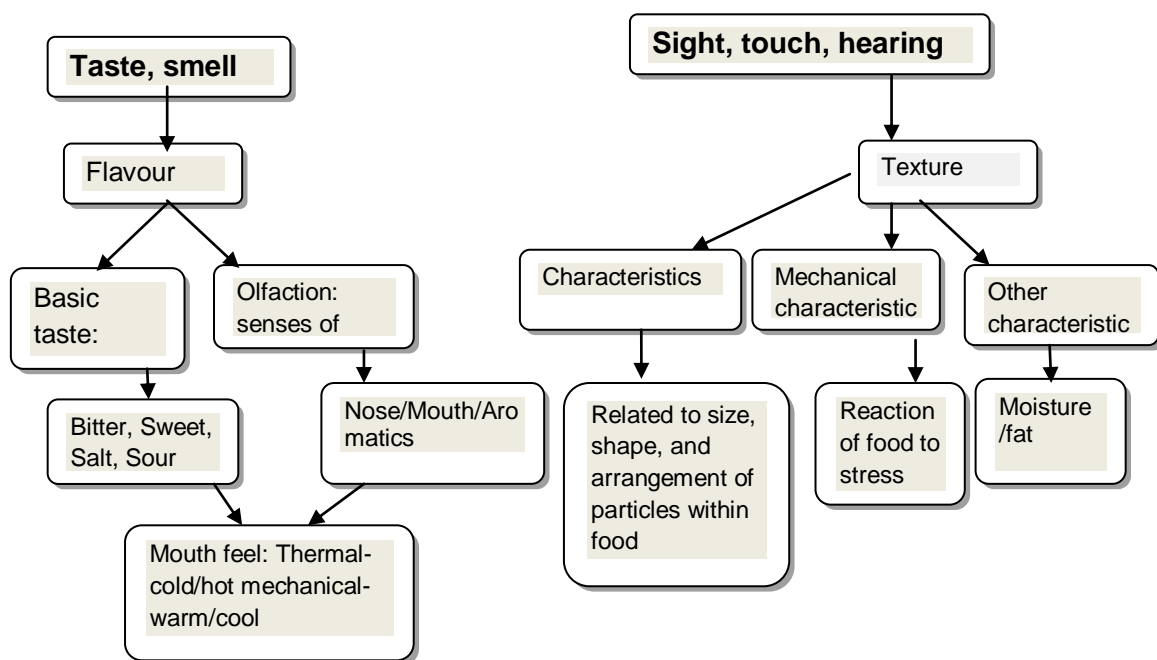 Taste, smell
Sight, touch, hearing
Flavour
Texture
Basic
taste:
Olfaction:
senses of
Characteristics
Mechanical
characteristic
Other
characteristic
Bitter, Sweet,
Salt, Sour
Nose/Mouth/Aro
matics
Related to size,
shape, and
arrangement of
particles within
food
Reaction
of food to
stress
Moisture
/fat
Mouth feel: Thermal-
cold/hot mechanical-
warm/cool